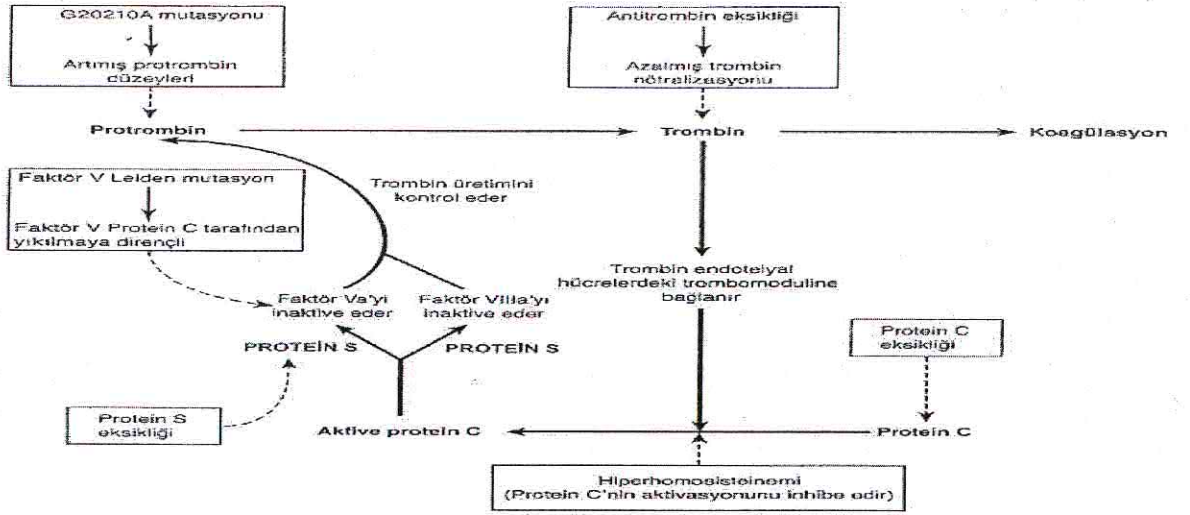 G20210A mutasyonu
Artmış protrombin
düzeyleri
Antitrombin eksikliği
Azalmış trombin
nötralizasyonu
Protrombin
Trombin
Koagülasyon
Faktör V Leiden mutasyon
Faktör V Protein C tarafından
yıkılmaya dirençli
Trombin üretimini
kontrol eder
Trombin endotelyal
hücrelerdeki trombomoduline
bağlanır
Faktör Va'yı
inaktive eder
Faktör VIIIa'yı
inaktive eder
PROTEİN S
PROTEİN S
Protein C
eksikliği
Protein S
eksikliği
Aktive protein C
Protein C
Hiperhomosisteinemi
(Protein C'nin aktivasyonunu inhibe edir)